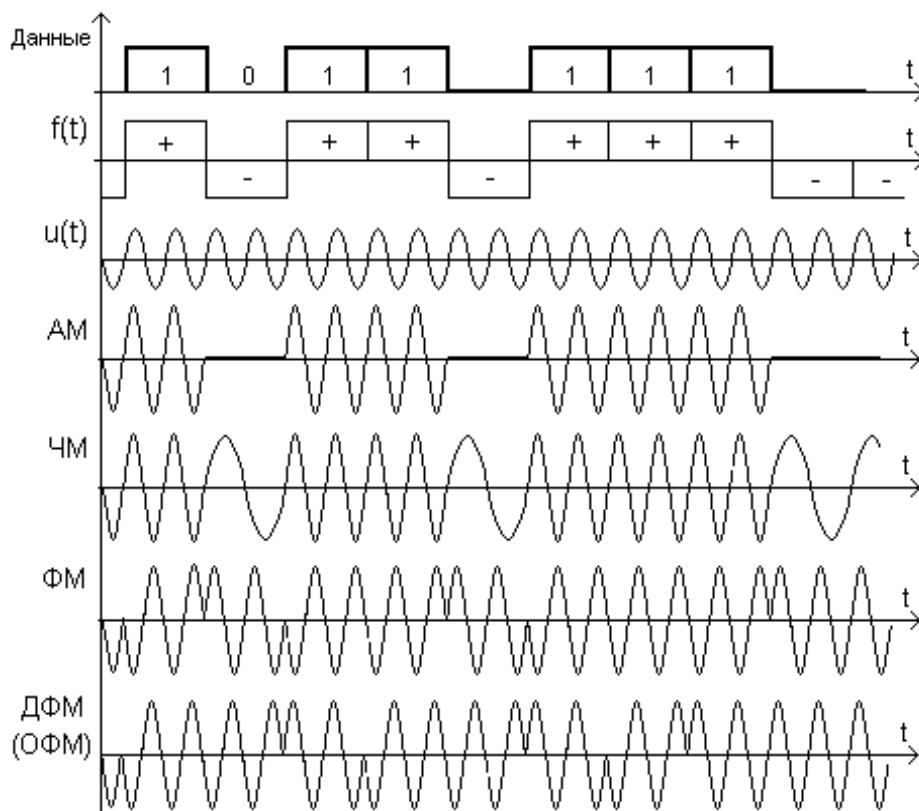 Данные
1 0 1 1 1 1 1 t
f(t) + - + + - + + + - - t
u(t) t
АМ t
ЧМ t
ФМ t
ДФМ
(ОФМ) t